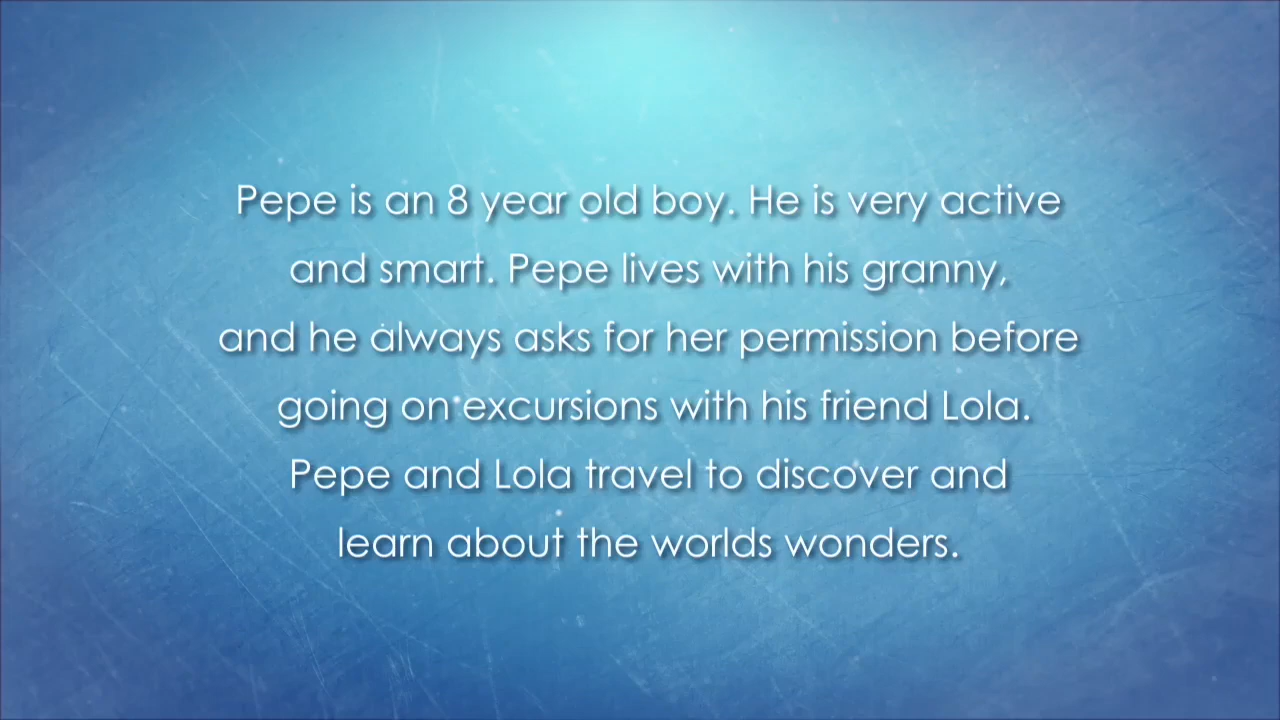 Pepe is an 8 year old boy. He is very active
and smart. Pepe lives with his granny,
and he always asks for her permission before
going on excursions with his friend Lola.
Pepe and Lola travel to discover and
learn about the worlds wonders.